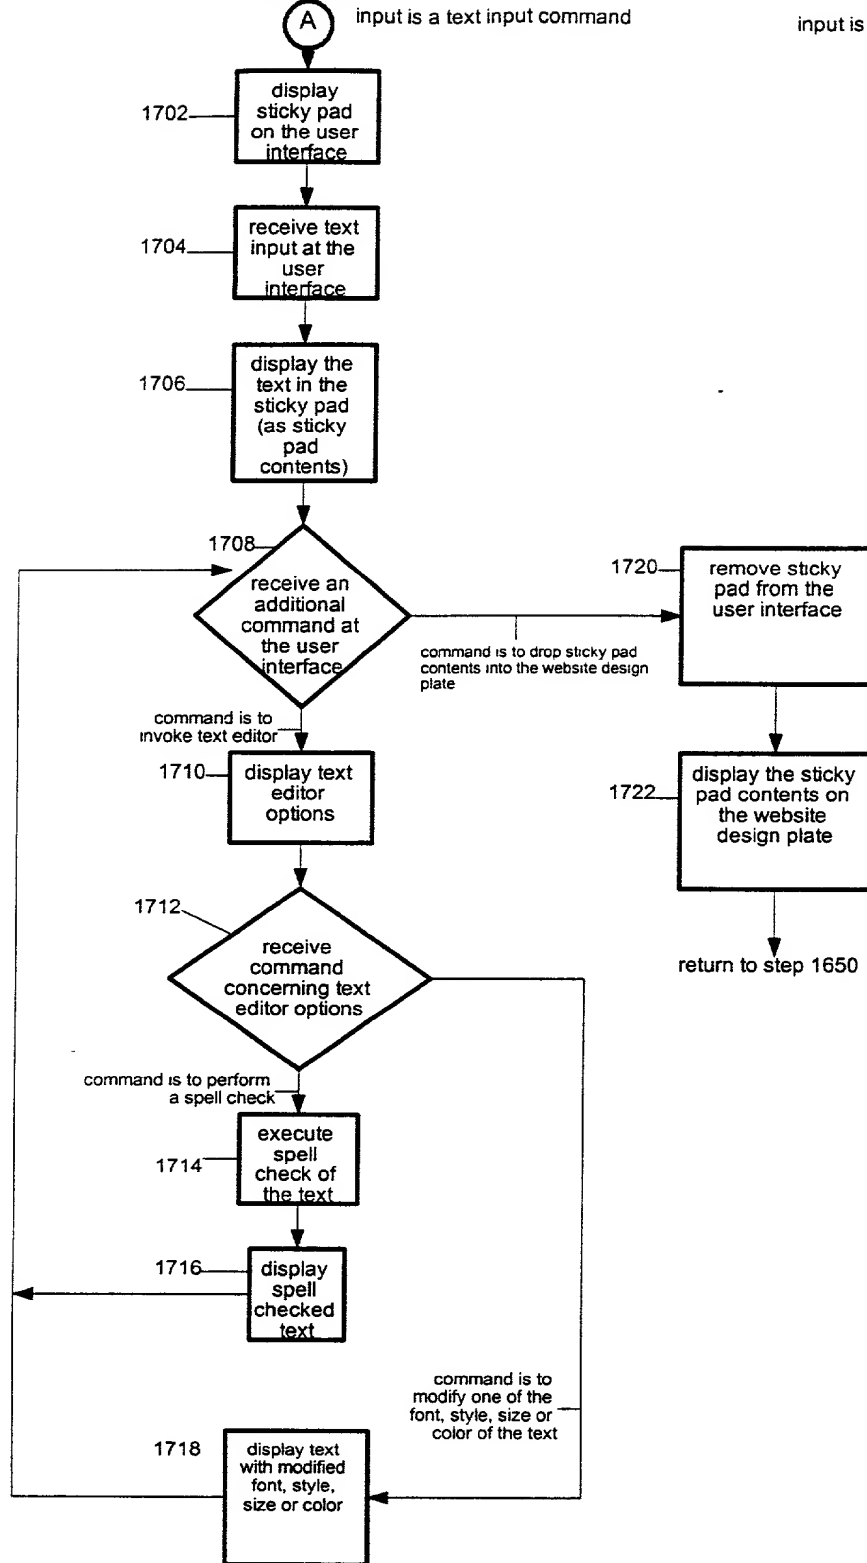 A
input is a text input command
input is
1702
display
sticky pad
on the user
interface
1704
receive text
input at the
user
interface
1706
display the
text in the
sticky pad
(as sticky
pad
contents)
1708
receive an
additional
command at
the user
interface
command is to drop sticky pad
contents into the website design
plate
1720
remove sticky
pad from the
user interface
command is to
invoke text editor
1710
display text
editor
options
1722
display the sticky
pad contents on
the website
design plate
return to step 1650
1712
receive
command
concerning text
editor options
command is to perform
a spell check
1714
execute
spell
check of
the text
1716
display
spell
checked
text
command is to
modify one of the
font, style, size or
color of the text
1718
display text
with modified
font, style,
size or color